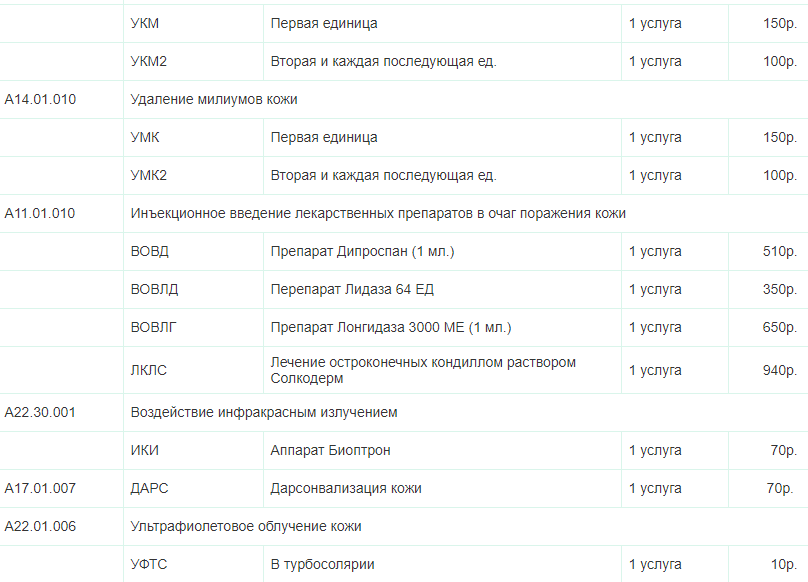 УКМ Первая единица 1 услуга 150р.
УКМ2 Вторая и каждая последующая ед. 1 услуга 100р.
A14.01.010 Удаление милиумов кожи
УМК Первая единица 1 услуга 150р.
УМК2 Вторая и каждая последующая ед. 1 услуга 100р.
A11.01.010 Инъекционное введение лекарственных препаратов в очаг поражения кожи
ВОВД Препарат Дипроспан (1 мл.) 1 услуга 510р.
ВОВЛД Перепарат Лидаза 64 ЕД 1 услуга 350р.
ВОВЛГ Препарат Лонгидаза 3000 МЕ (1 мл.) 1 услуга 650р.
ЛКЛС Лечение остроконечных кондиллом раствором 1 услуга 940р.
Солкодерм
A22.30.001 Воздействие инфракрасным излучением
ИКИ Аппарат Биоптрон 1 услуга 70р.
A17.01.007 ДАРС Дарсонвализация кожи 1 услуга 70р.
A22.01.006 Ультрафиолетовое облучение кожи
УФТС В турбосолярии 1 услуга 10р.